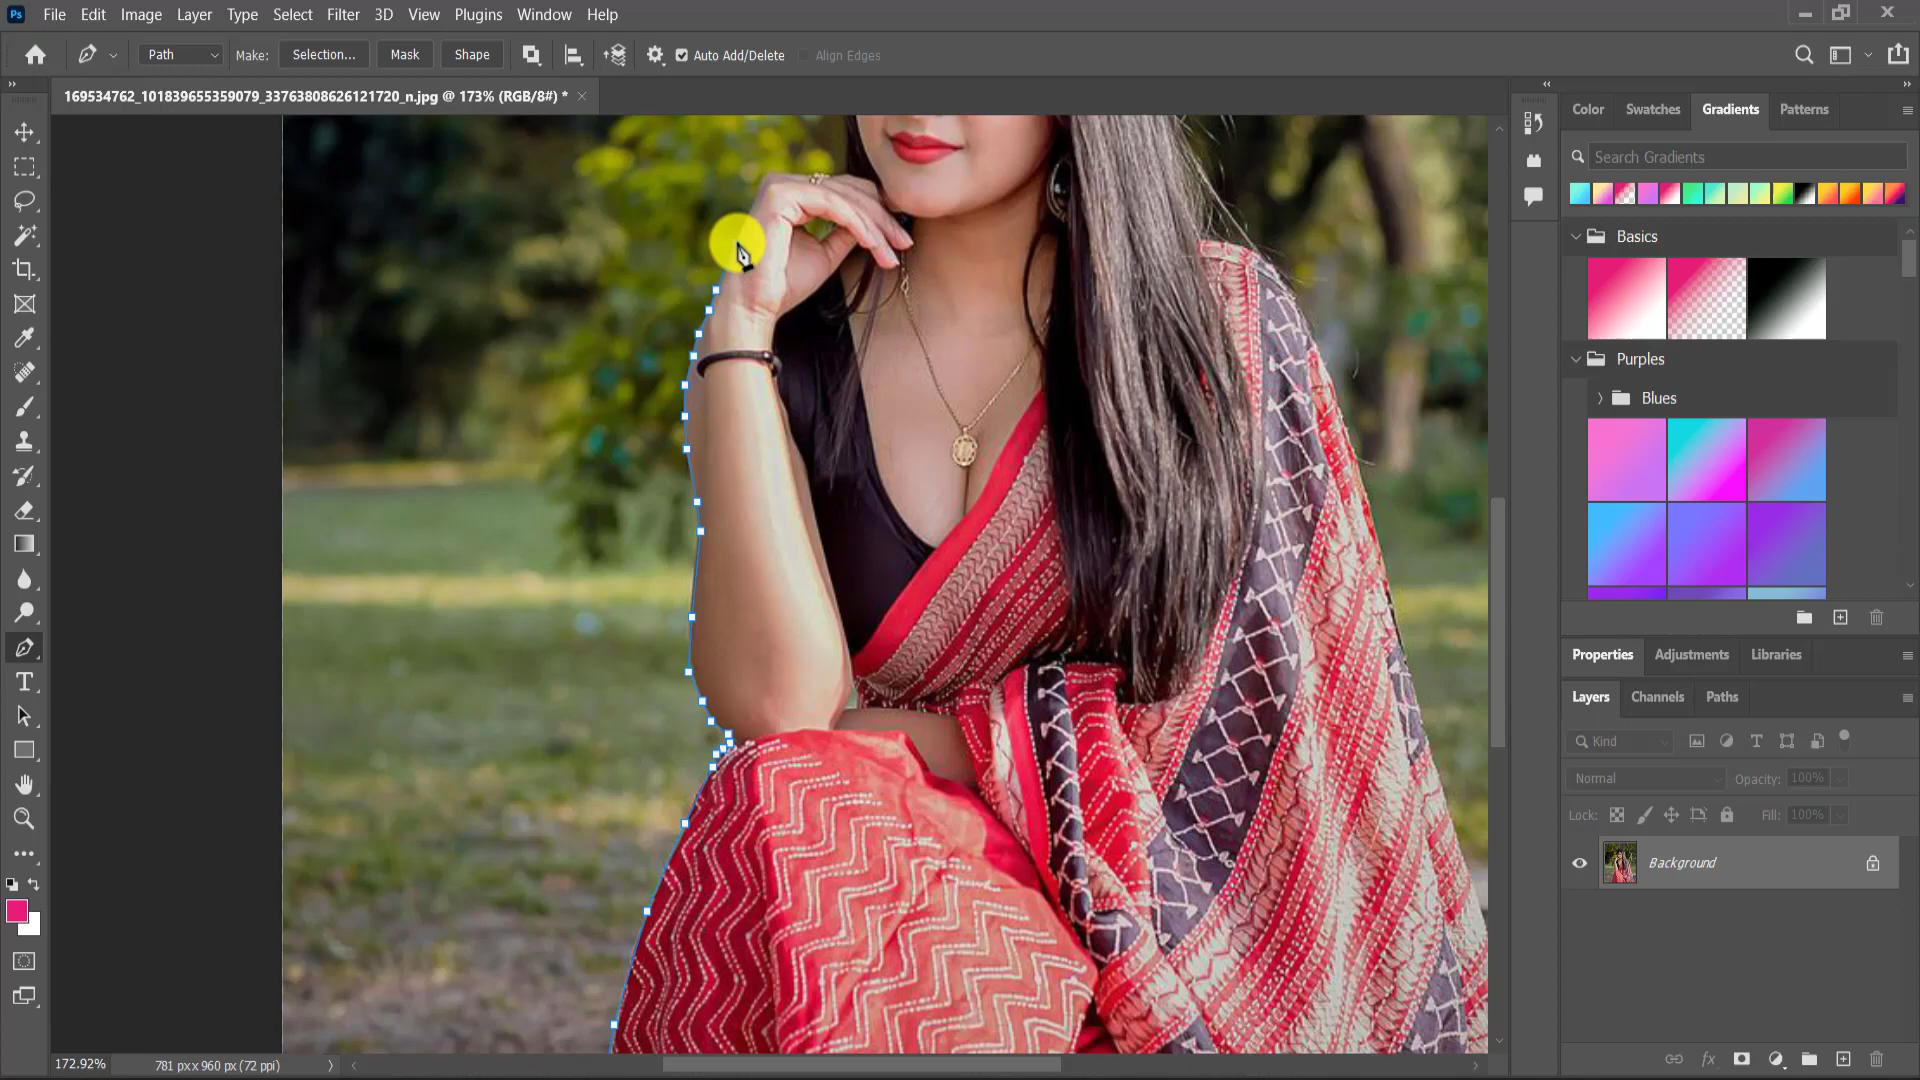 Ps File Edit Image Layer Type Select Filter 3D View Plugins Window Help
Path Make: Selection... Mask Shape Auto Add/Delete Align Edges
169534762_101839655359079_33763808626121720_n.jpg @ 173% (RGB/8#) *
Color Swatches Gradients Patterns
Search Gradients
Basics
Purples
Blues
Properties Adjustments Libraries
Layers Channels Paths
Kind
Normal Opacity: 100%
Lock: Fill: 100%
Background
172.92% 781 px x 960 px (72 ppi)